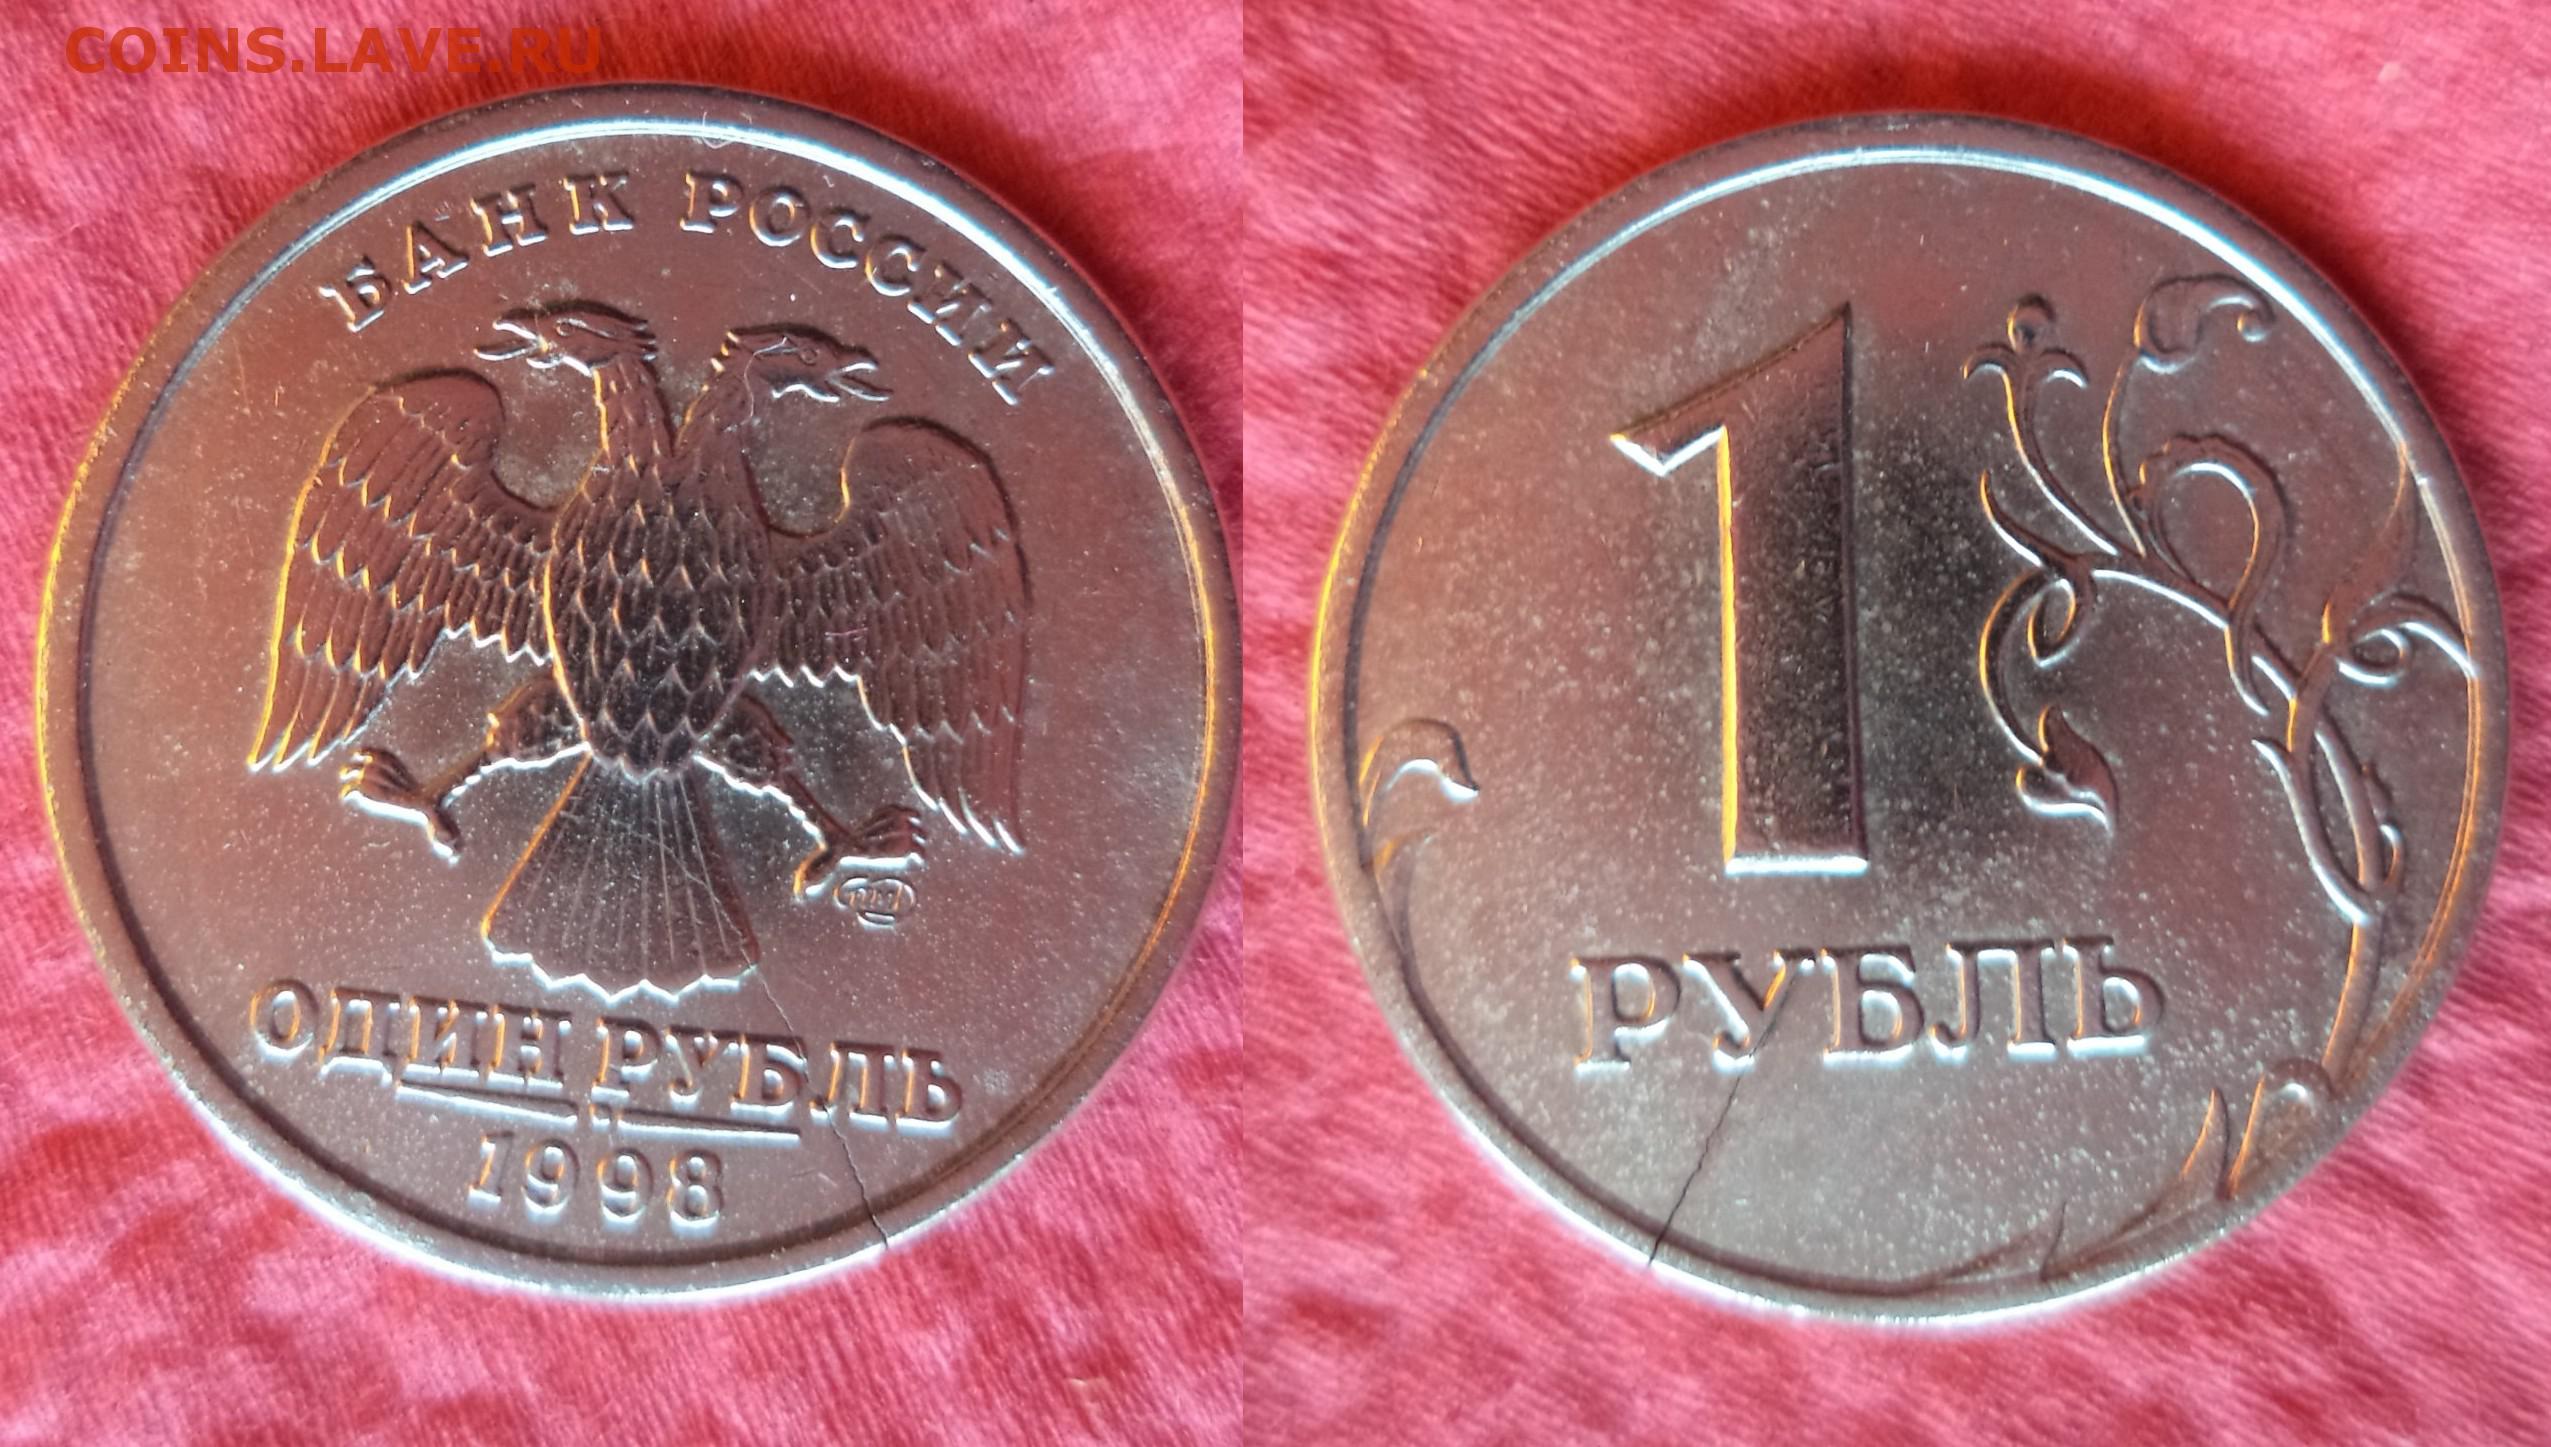 COINS.LAVE.RU
БАНК РОССИИ
ОДИН РУБЛЬ
1998
1
РУБЛЬ